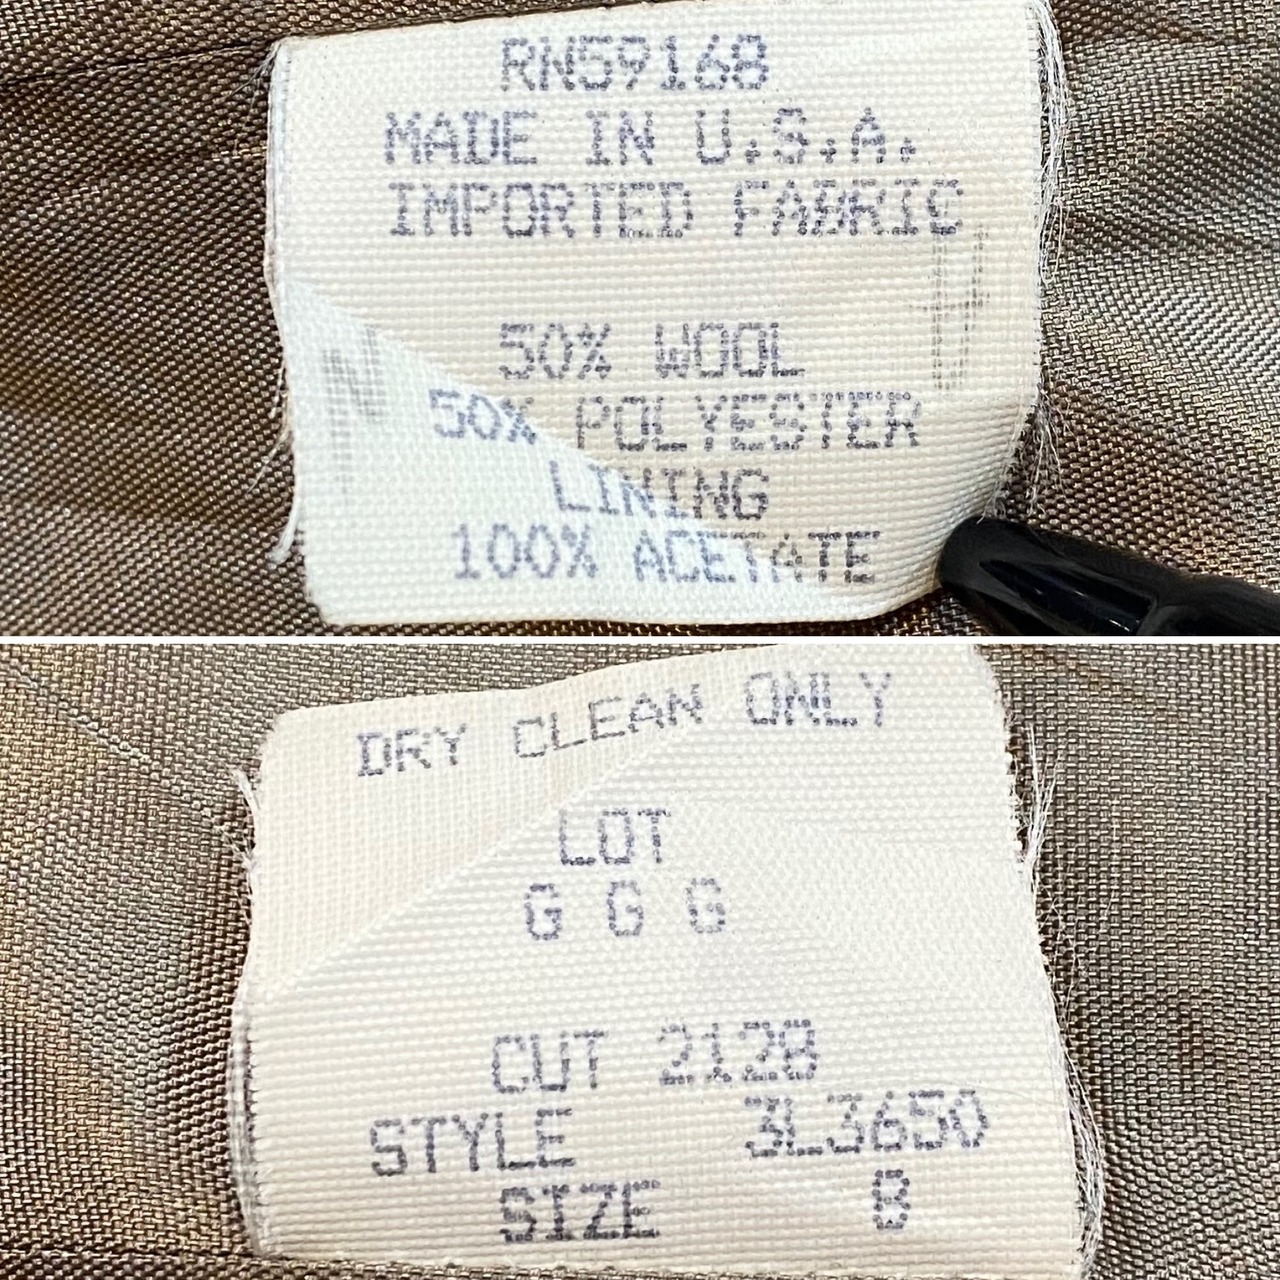 RN59168
MADE IN U.S.A.
IMPORTED FABRIC
50% WOOL
50% POLYESTER
LINING
100% ACETATE
DRY CLEAN ONLY
LOT
G G G
CUT 2128
STYLE 3L3650
SIZE 8